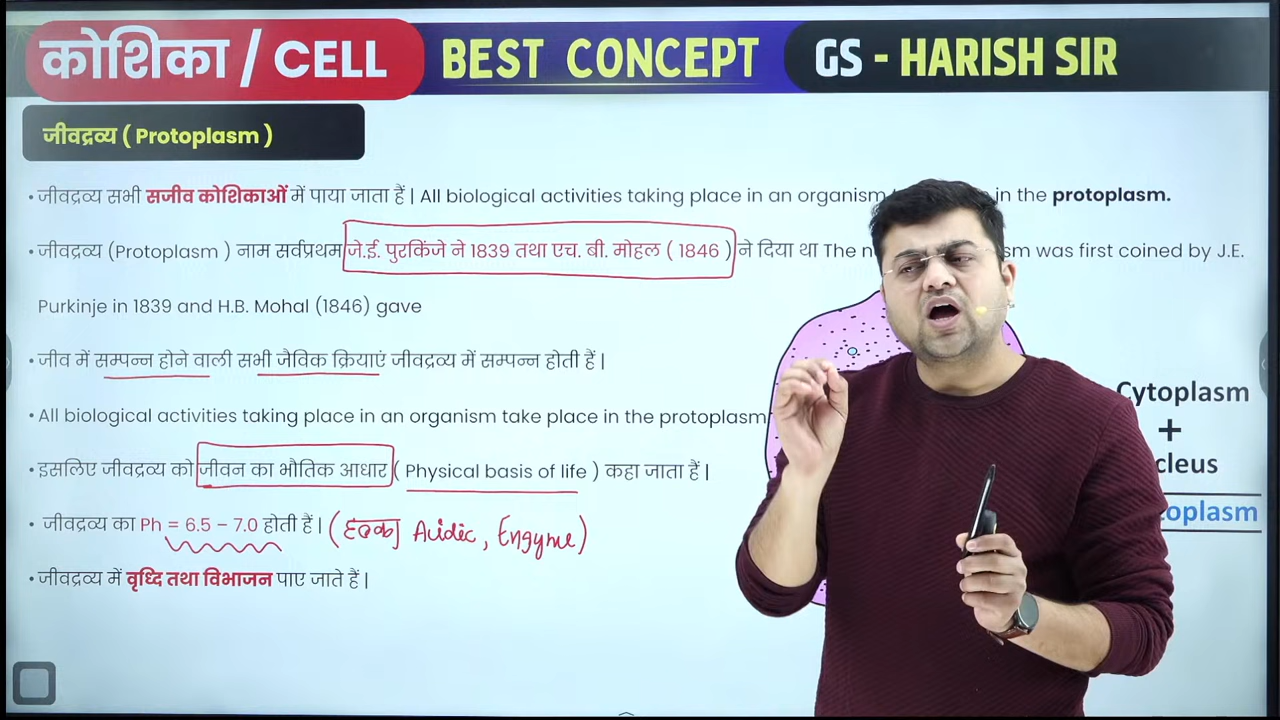 कोशिका / CELL BEST CONCEPT GS - HARISH SIR
जीवद्रव्य ( Protoplasm )
• जीवद्रव्य सभी सजीव कोशिकाओं में पाया जाता हैं | All biological activities taking place in an organism in the protoplasm.
• जीवद्रव्य (Protoplasm ) नाम सर्वप्रथम जे.ई. पुरकिंजे ने 1839 तथा एच. बी. मोहल ( 1846 ) ने दिया था The was first coined by J.E.
Purkinje in 1839 and H.B. Mohal (1846) gave
• जीव में सम्पन्न होने वाली सभी जैविक क्रियाएं जीवद्रव्य में सम्पन्न होती हैं |
Cytoplasm
• All biological activities taking place in an organism take place in the protoplasm
+
• इसलिए जीवद्रव्य को जीवन का भौतिक आधार ( Physical basis of life ) कहा जाता हैं |
• जीवद्रव्य का Ph = 6.5 – 7.0 होती हैं | (हल्का Acidic, Engyme)
• जीवद्रव्य में वृध्दि तथा विभाजन पाए जाते हैं |